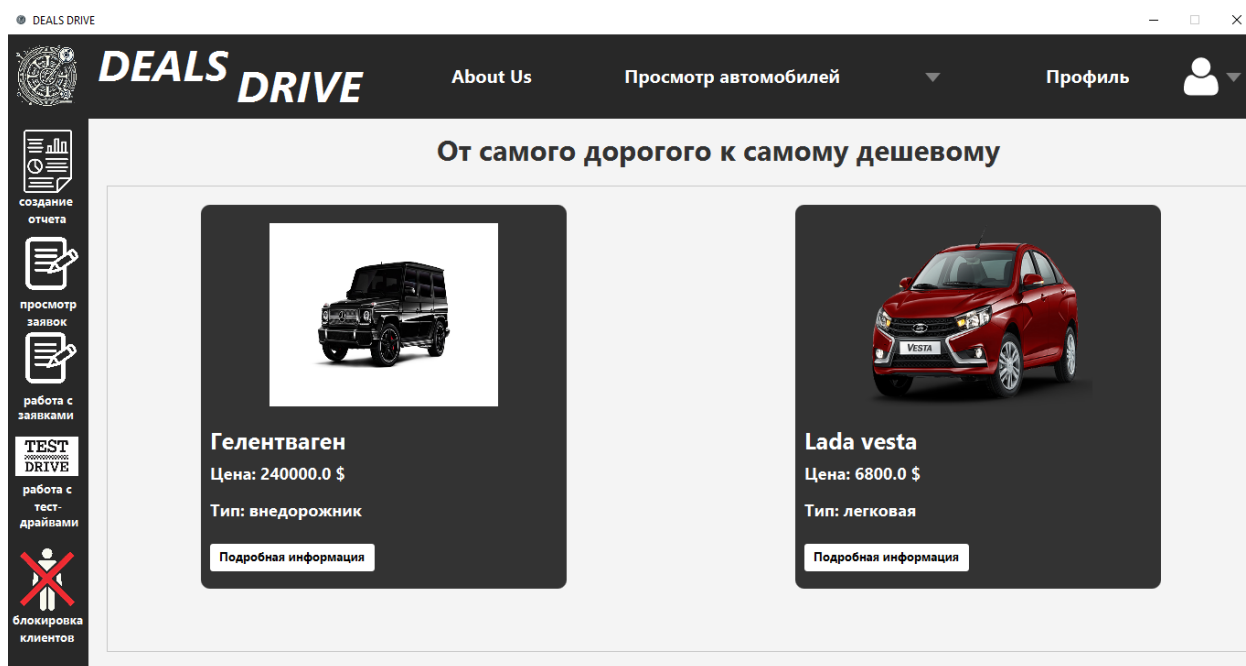 DEALS DRIVE
DEALS
DRIVE
About Us
Просмотр автомобилей
Профиль
От самого дорогого к самому дешевому
создание
отчета
просмотр
заявок
работа с
заявками
TEST
DRIVE
работа с
тест-
драйвами
блокировка
клиентов
Гелентваген
Цена: 240000.0 $
Тип: внедорожник
Подробная информация
VESTA
Lada vesta
Цена: 6800.0 $
Тип: легковая
Подробная информация